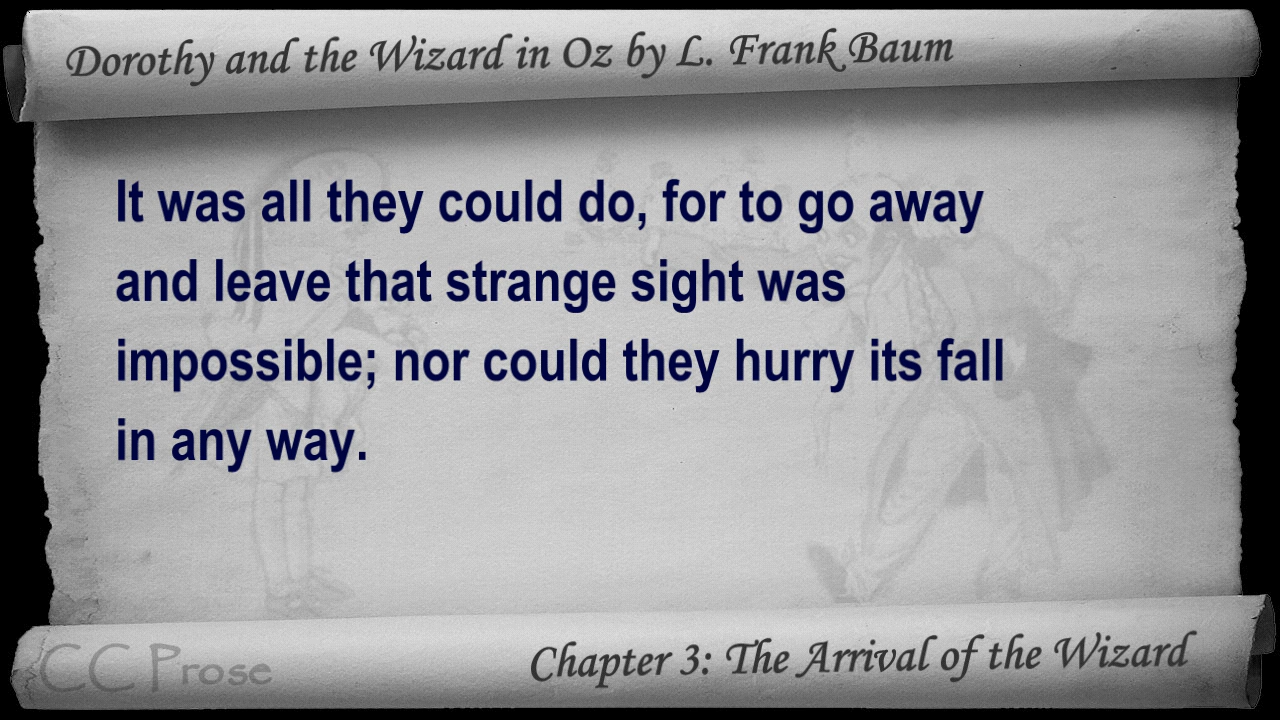 Dorothy and the Wizard in Oz by L. Frank Baum
It was all they could do, for to go away
and leave that strange sight was
impossible; nor could they hurry its fall
in any way.
CC Prose
Chapter 3: The Arrival of the Wizard